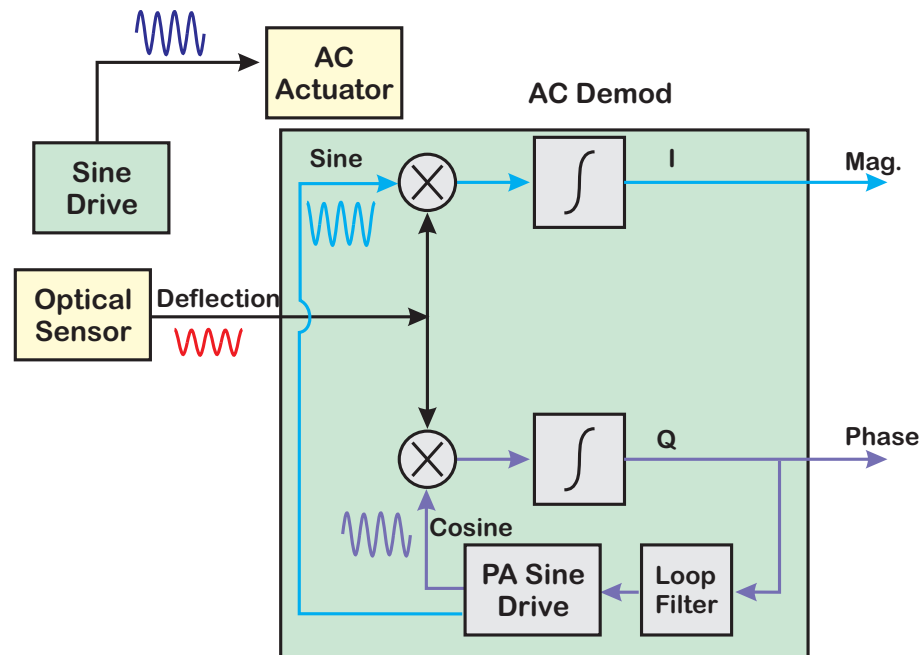 AC
Actuator
AC Demod
Sine
Drive
Sine
I
Mag.
Optical
Sensor
Deflection
Q
Phase
Cosine
PA Sine
Drive
Loop
Filter